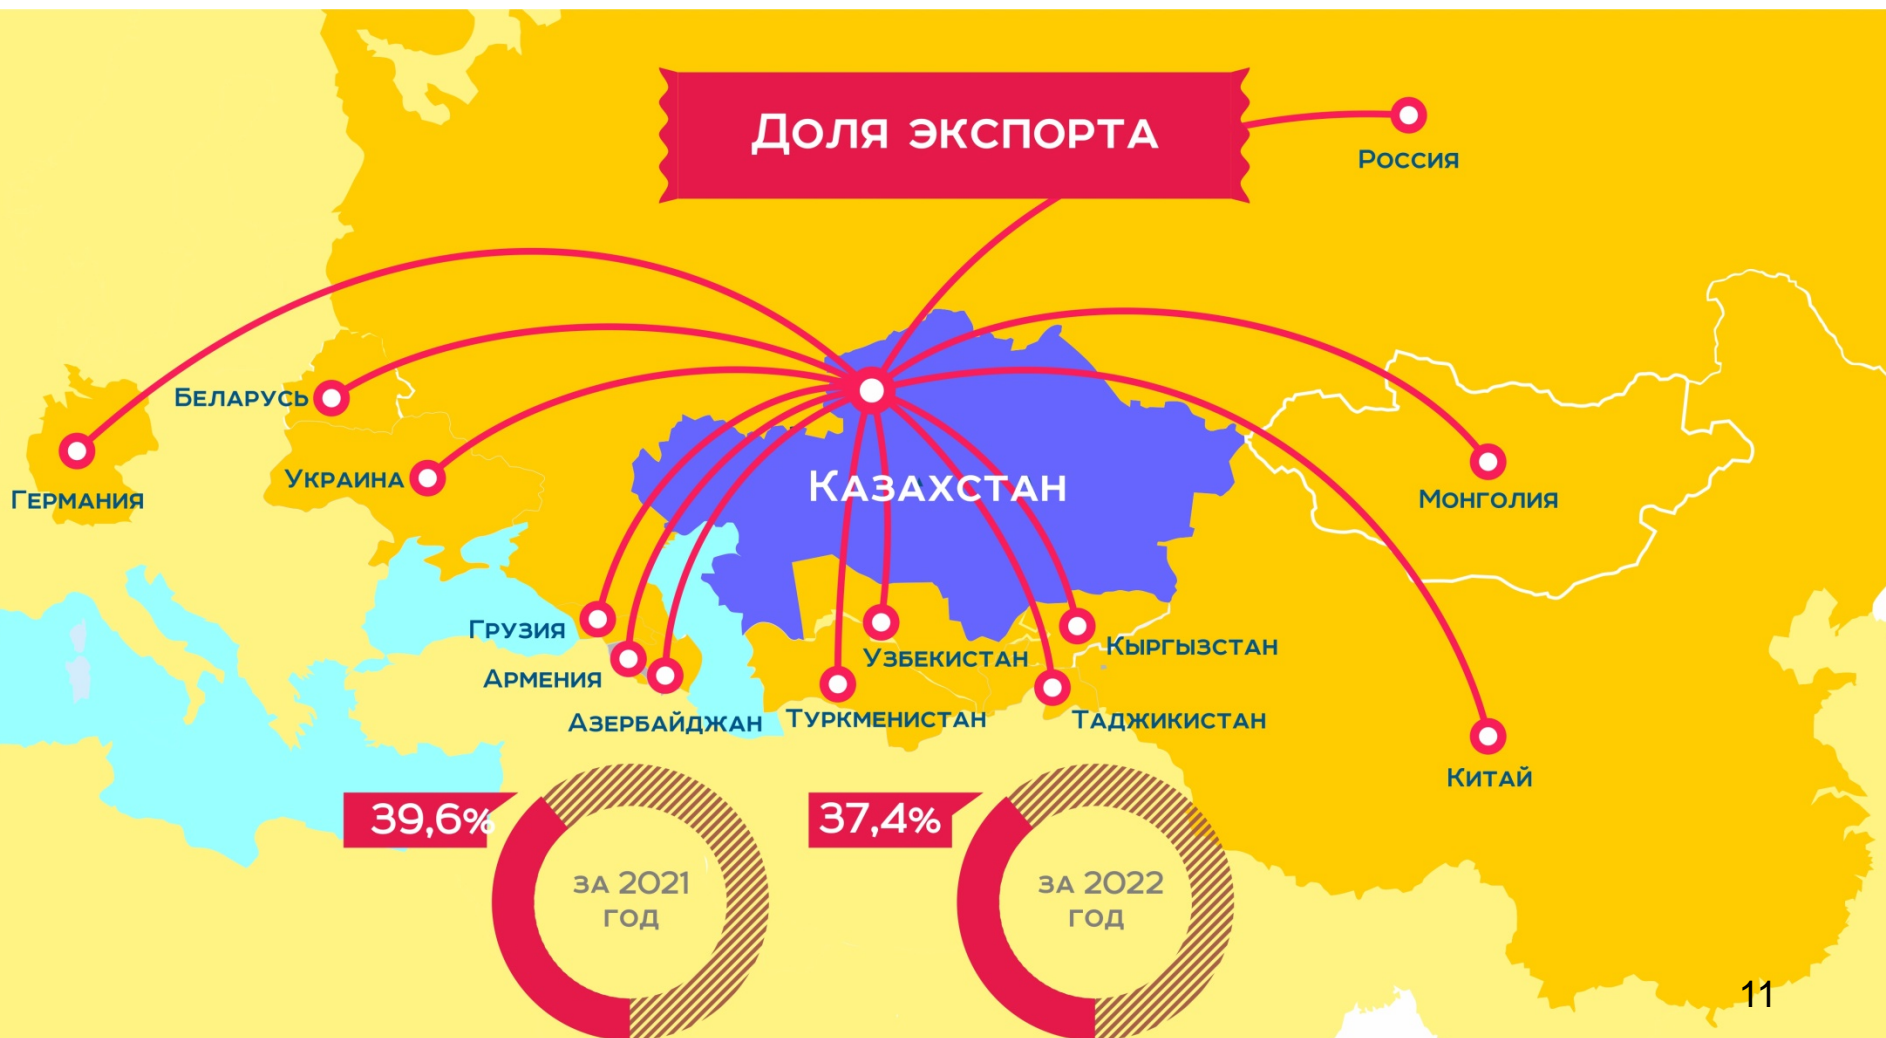 Доля экспорта
Россия
Беларусь
Германия
Украина
Казахстан
Монголия
Грузия
Армения
Азербайджан
Туркменистан
Узбекистан
Кыргызстан
Таджикистан
Китай
39,6%
за 2021
год
37,4%
за 2022
год
11